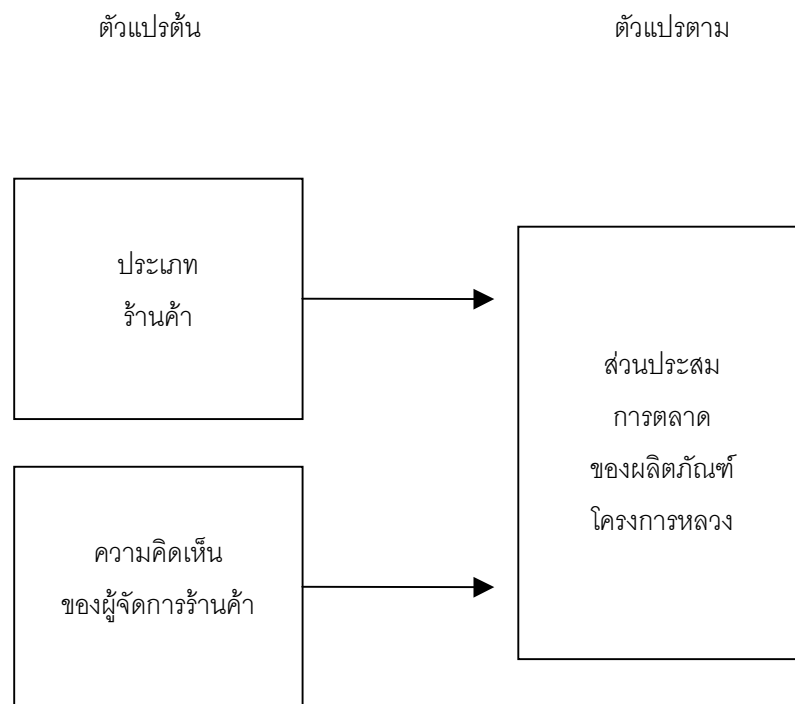 ตัวแปรต้น
ตัวแปรตาม
ประเภท
ร้านค้า
ส่วนประสม
การตลาด
ของผลิตภัณฑ์
โครงการหลวง
ความคิดเห็น
ของผู้จัดการร้านค้า